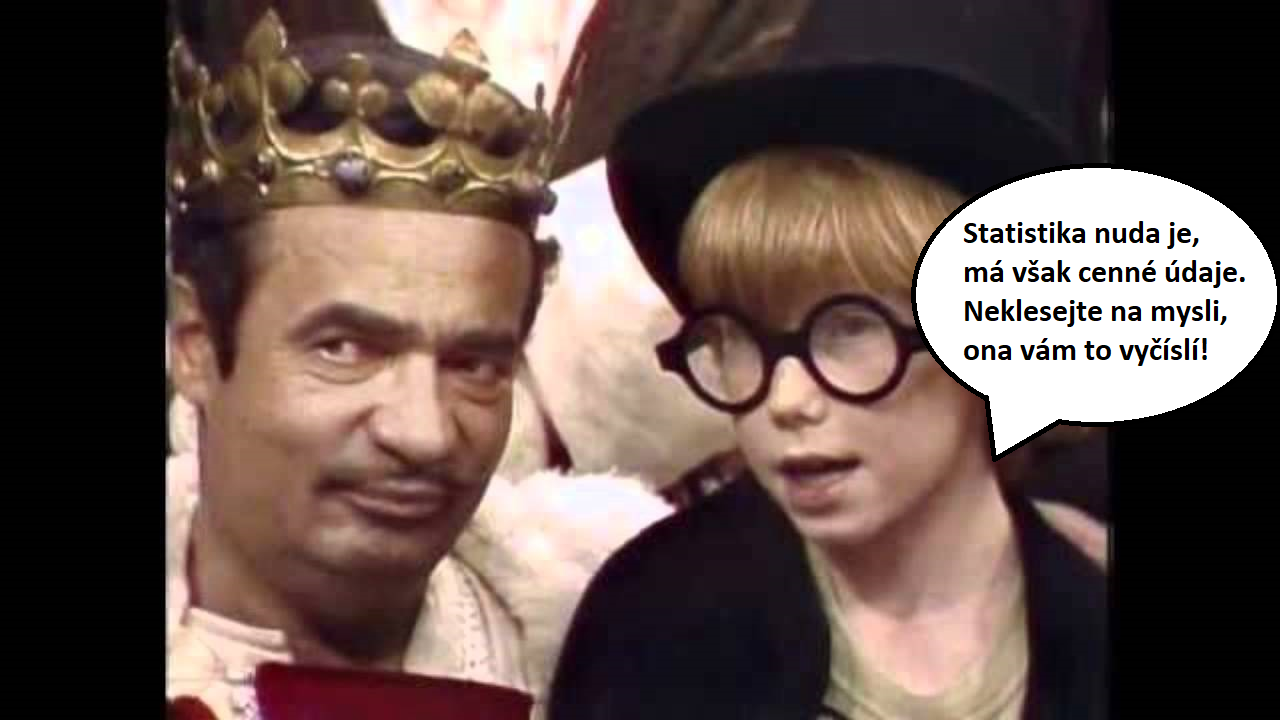 Statistika nuda je,
má však cenné údaje.
Neklesejte na mysli,
ona vám to vyčíslí!